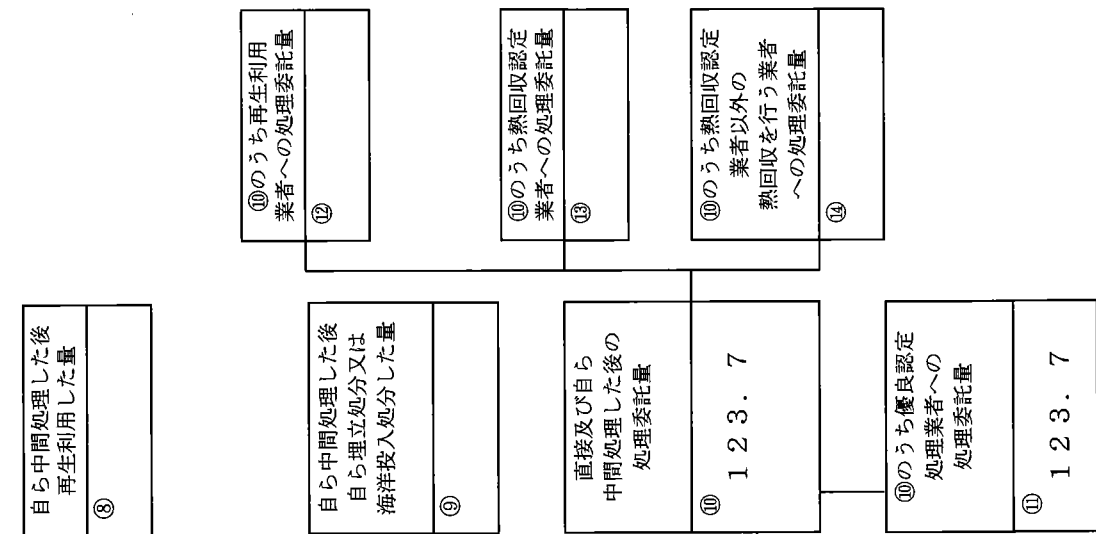 自ら中間処理した後
再生利用した量
⑧
自ら中間処理した後
自ら埋立処分又は
海洋投入処分した量
⑨
直接及び自ら
中間処理した後の
処理委託量
⑩ 123.7
⑩のうち優良認定
処理業者への
処理委託量
⑪ 123.7
⑩のうち再生利用
業者への処理委託量
⑫
⑩のうち熱回収認定
業者への処理委託量
⑬
⑩のうち熱回収認定
業者以外の
熱回収を行う業者
への処理委託量
⑭